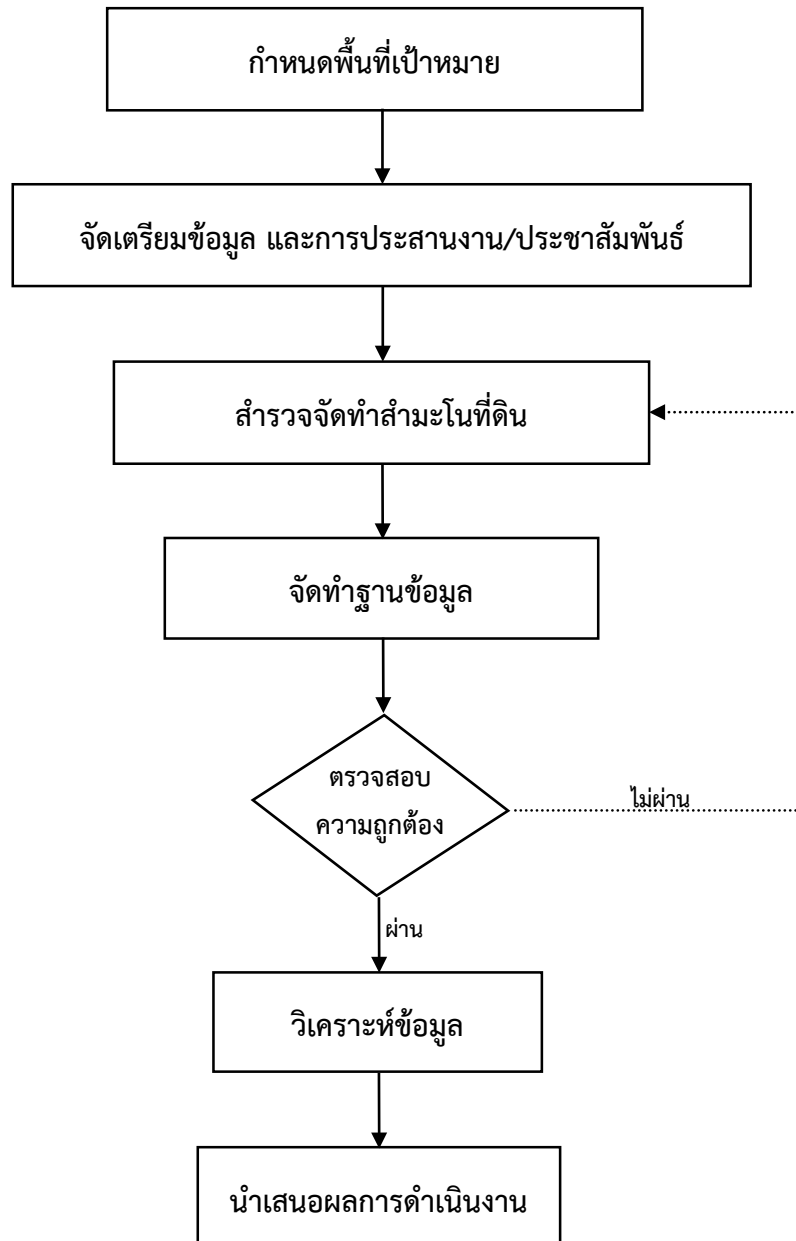 กำหนดพื้นที่เป้าหมาย
จัดเตรียมข้อมูล และการประสานงาน/ประชาสัมพันธ์
สำรวจจัดทำสำมะโนที่ดิน
จัดทำฐานข้อมูล
ตรวจสอบ
ความถูกต้อง
ไม่ผ่าน
ผ่าน
วิเคราะห์ข้อมูล
นำเสนอผลการดำเนินงาน